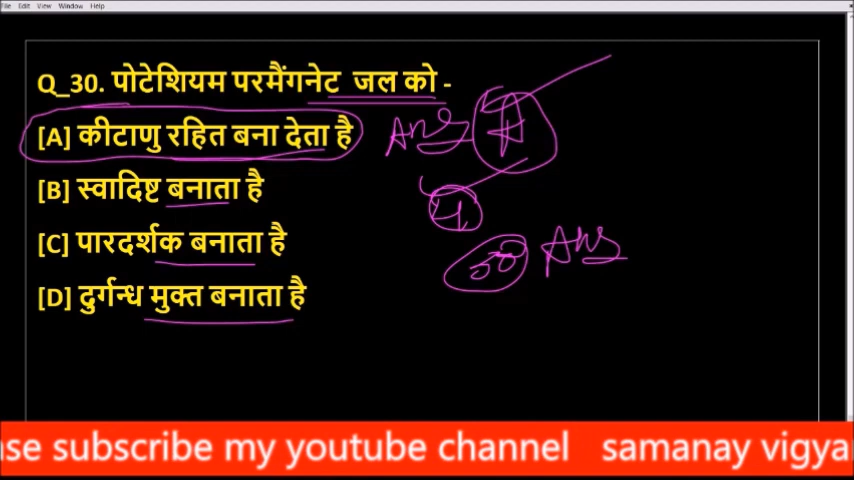 File Edit View Window Help
Q_30. पोटेशियम परमैंगनेट जल को -
[A] कीटाणु रहित बना देता है
Ans A
[B] स्वादिष्ट बनाता है
[C] पारदर्शक बनाता है
Ans
[D] दुर्गन्ध मुक्त बनाता है
se subscribe my youtube channel samanay vigya